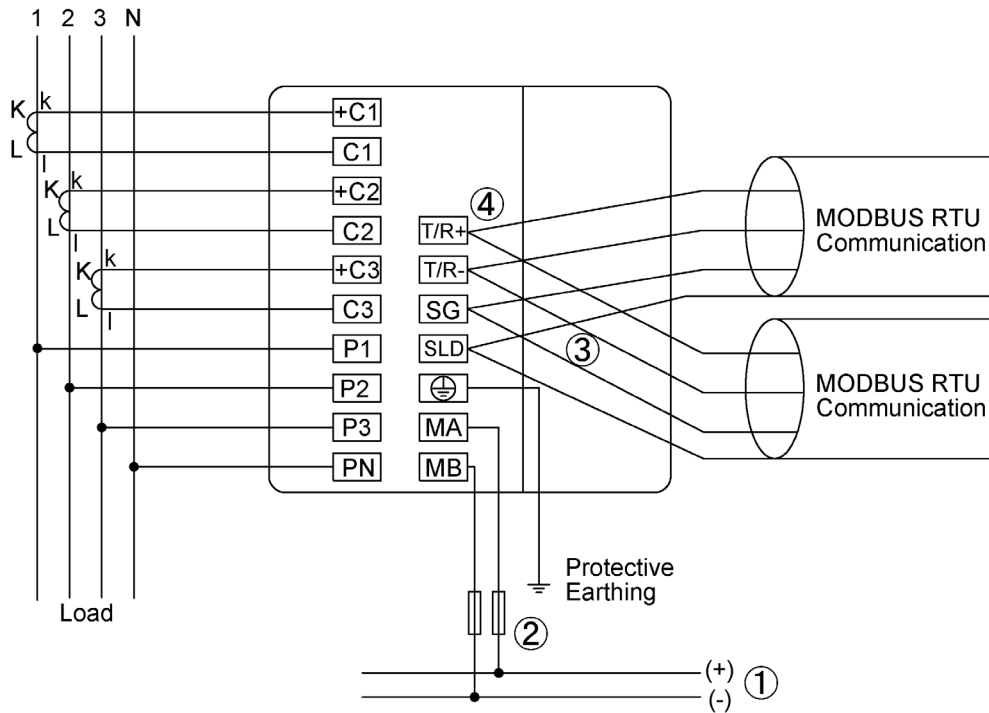 1 2 3 N
K k
L l
K k
L l
K k
L l
+C1
C1
+C2
C2
+C3
C3
P1
P2
P3
PN
④
T/R+
T/R-
SG
SLD
MA
MB
③
MODBUS RTU
Communication
MODBUS RTU
Communication
Protective
Earthing
Load
②
(+)
(-)
①